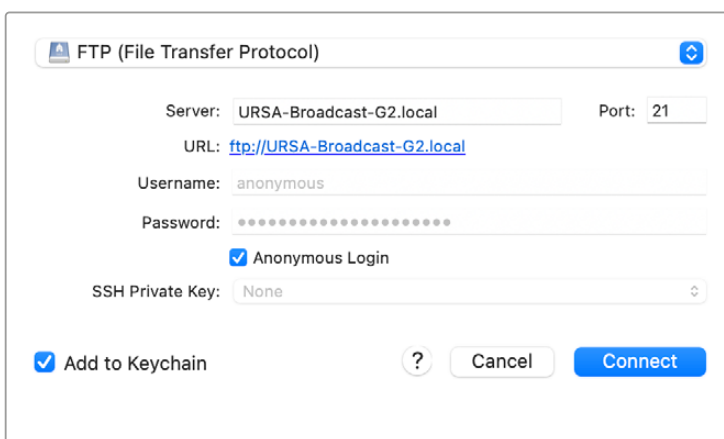 FTP (File Transfer Protocol)
Server: URSA-Broadcast-G2.local Port: 21
URL: ftp://URSA-Broadcast-G2.local
Username: anonymous
Password: ●●●●●●●●●●●●●●●●●●●●●
Anonymous Login
SSH Private Key: None
Add to Keychain ? Cancel Connect